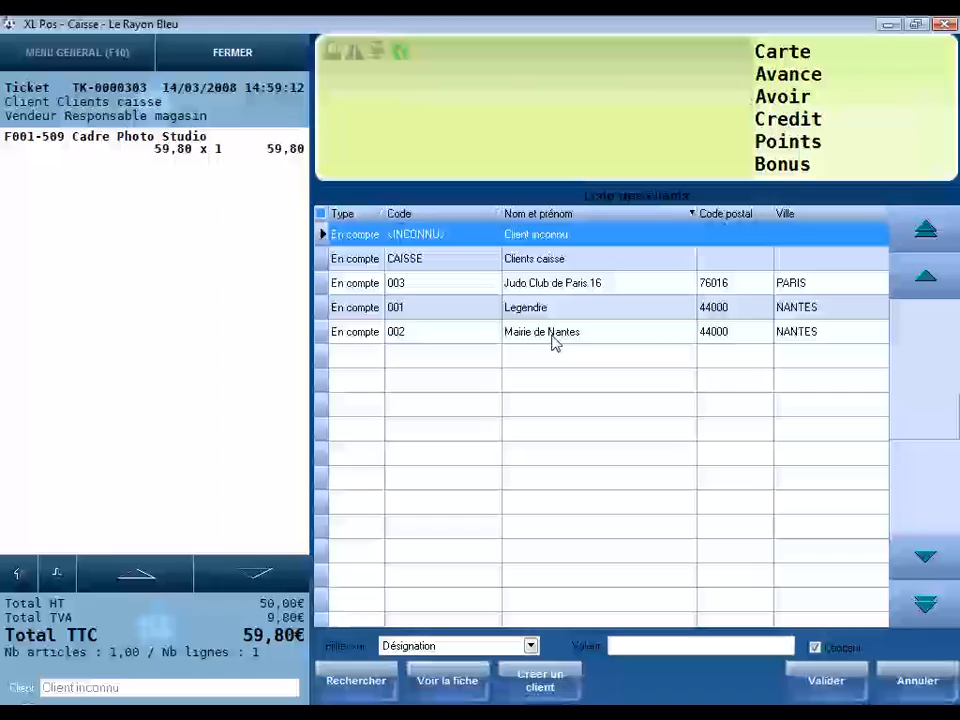 XL Pos - Caisse - Le Rayon Bleu
MENU GENERAL (F10) FERMER
Ticket TK-0000303 14/03/2008 14:59:12
Client Clients caisse
Vendeur Responsable magasin
F001-509 Cadre Photo Studio
59,80 x 1 59,80
Carte
Avance
Avoir
Credit
Points
Bonus
Type Code Nom et prénom Code postal Ville
En compte <INCONNU> Client inconnu
En compte CAISSE Clients caisse
En compte 003 Judo Club de Paris 16 76016 PARIS
En compte 001 Legendre 44000 NANTES
En compte 002 Mairie de Nantes 44000 NANTES
Total HT 50,00€
Total TVA 9,80€
Total TTC 59,80€
Nb articles : 1,00 / Nb lignes : 1
Client Client inconnu
Désignation Valeur
Rechercher Voir la fiche Créer un client Valider Annuler